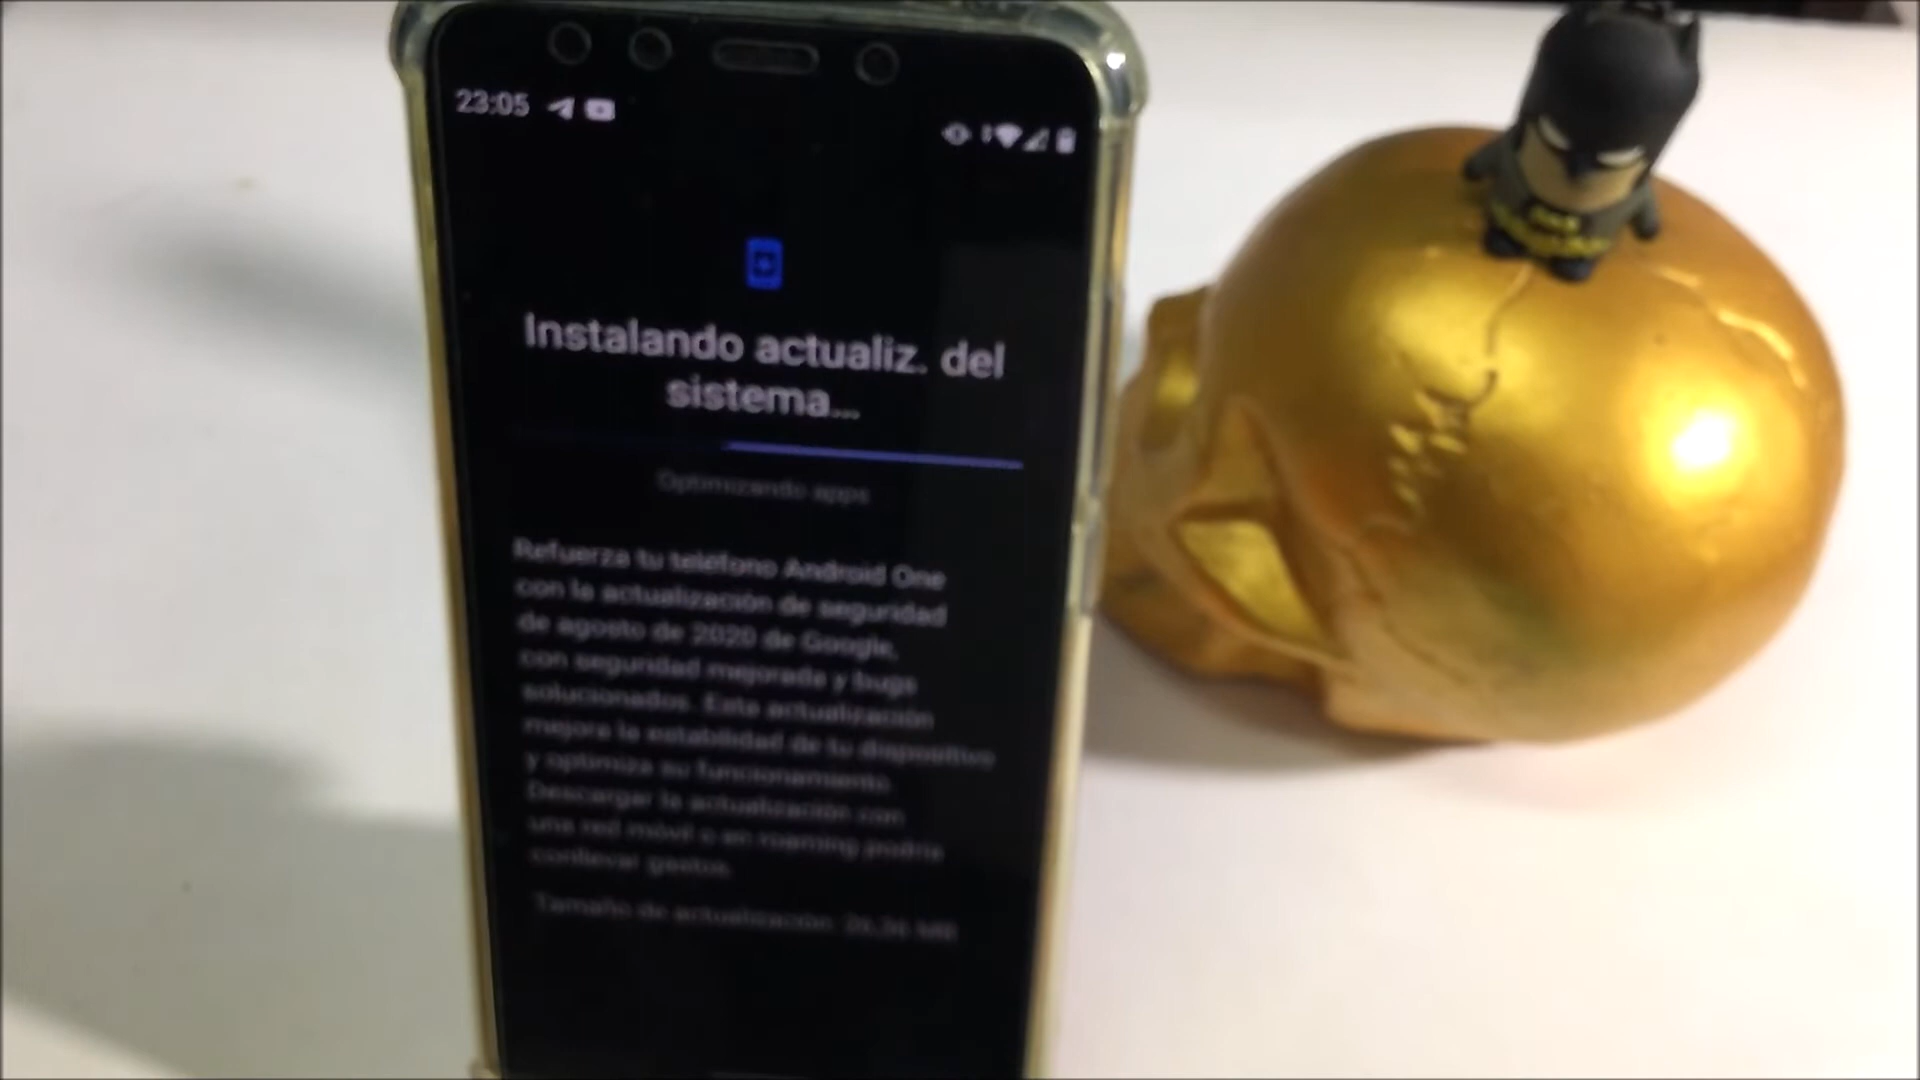 23:05
Instalando actualiz. del
sistema...
Optimizando apps
Refuerza tu teléfono Android One
con la actualización de seguridad
de agosto de 2020 de Google,
con seguridad mejorada y bugs
solucionados. Esta actualización
mejora la estabilidad de tu dispositivo
y optimiza su funcionamiento.
Descargar la actualización con
una red móvil o en roaming podría
conllevar gastos.
Tamaño de actualización: MB